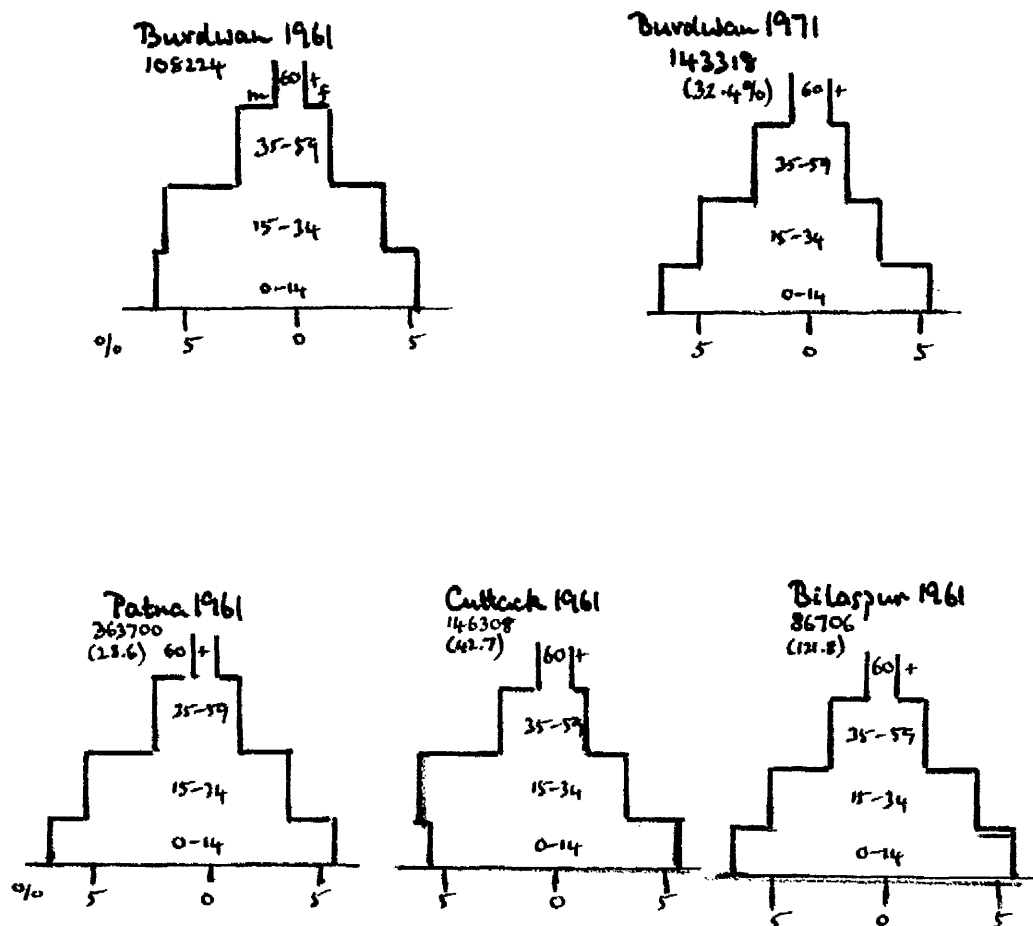 Burdwan 1961
108224
60 +
m f
35-59
15-34
0-14
% 5 0 5
Burdwan 1971
143318
(32.4%) 60 +
35-59
15-34
0-14
5 0 5
Patna 1961
363700
(28.6) 60 +
35-59
15-34
0-14
% 5 0 5
Cuttack 1961
146308
(42.7) 60 +
35-59
15-34
0-14
5 0 5
Bilaspur 1961
86706
(121.8) 60 +
35-59
15-34
0-14
5 0 5